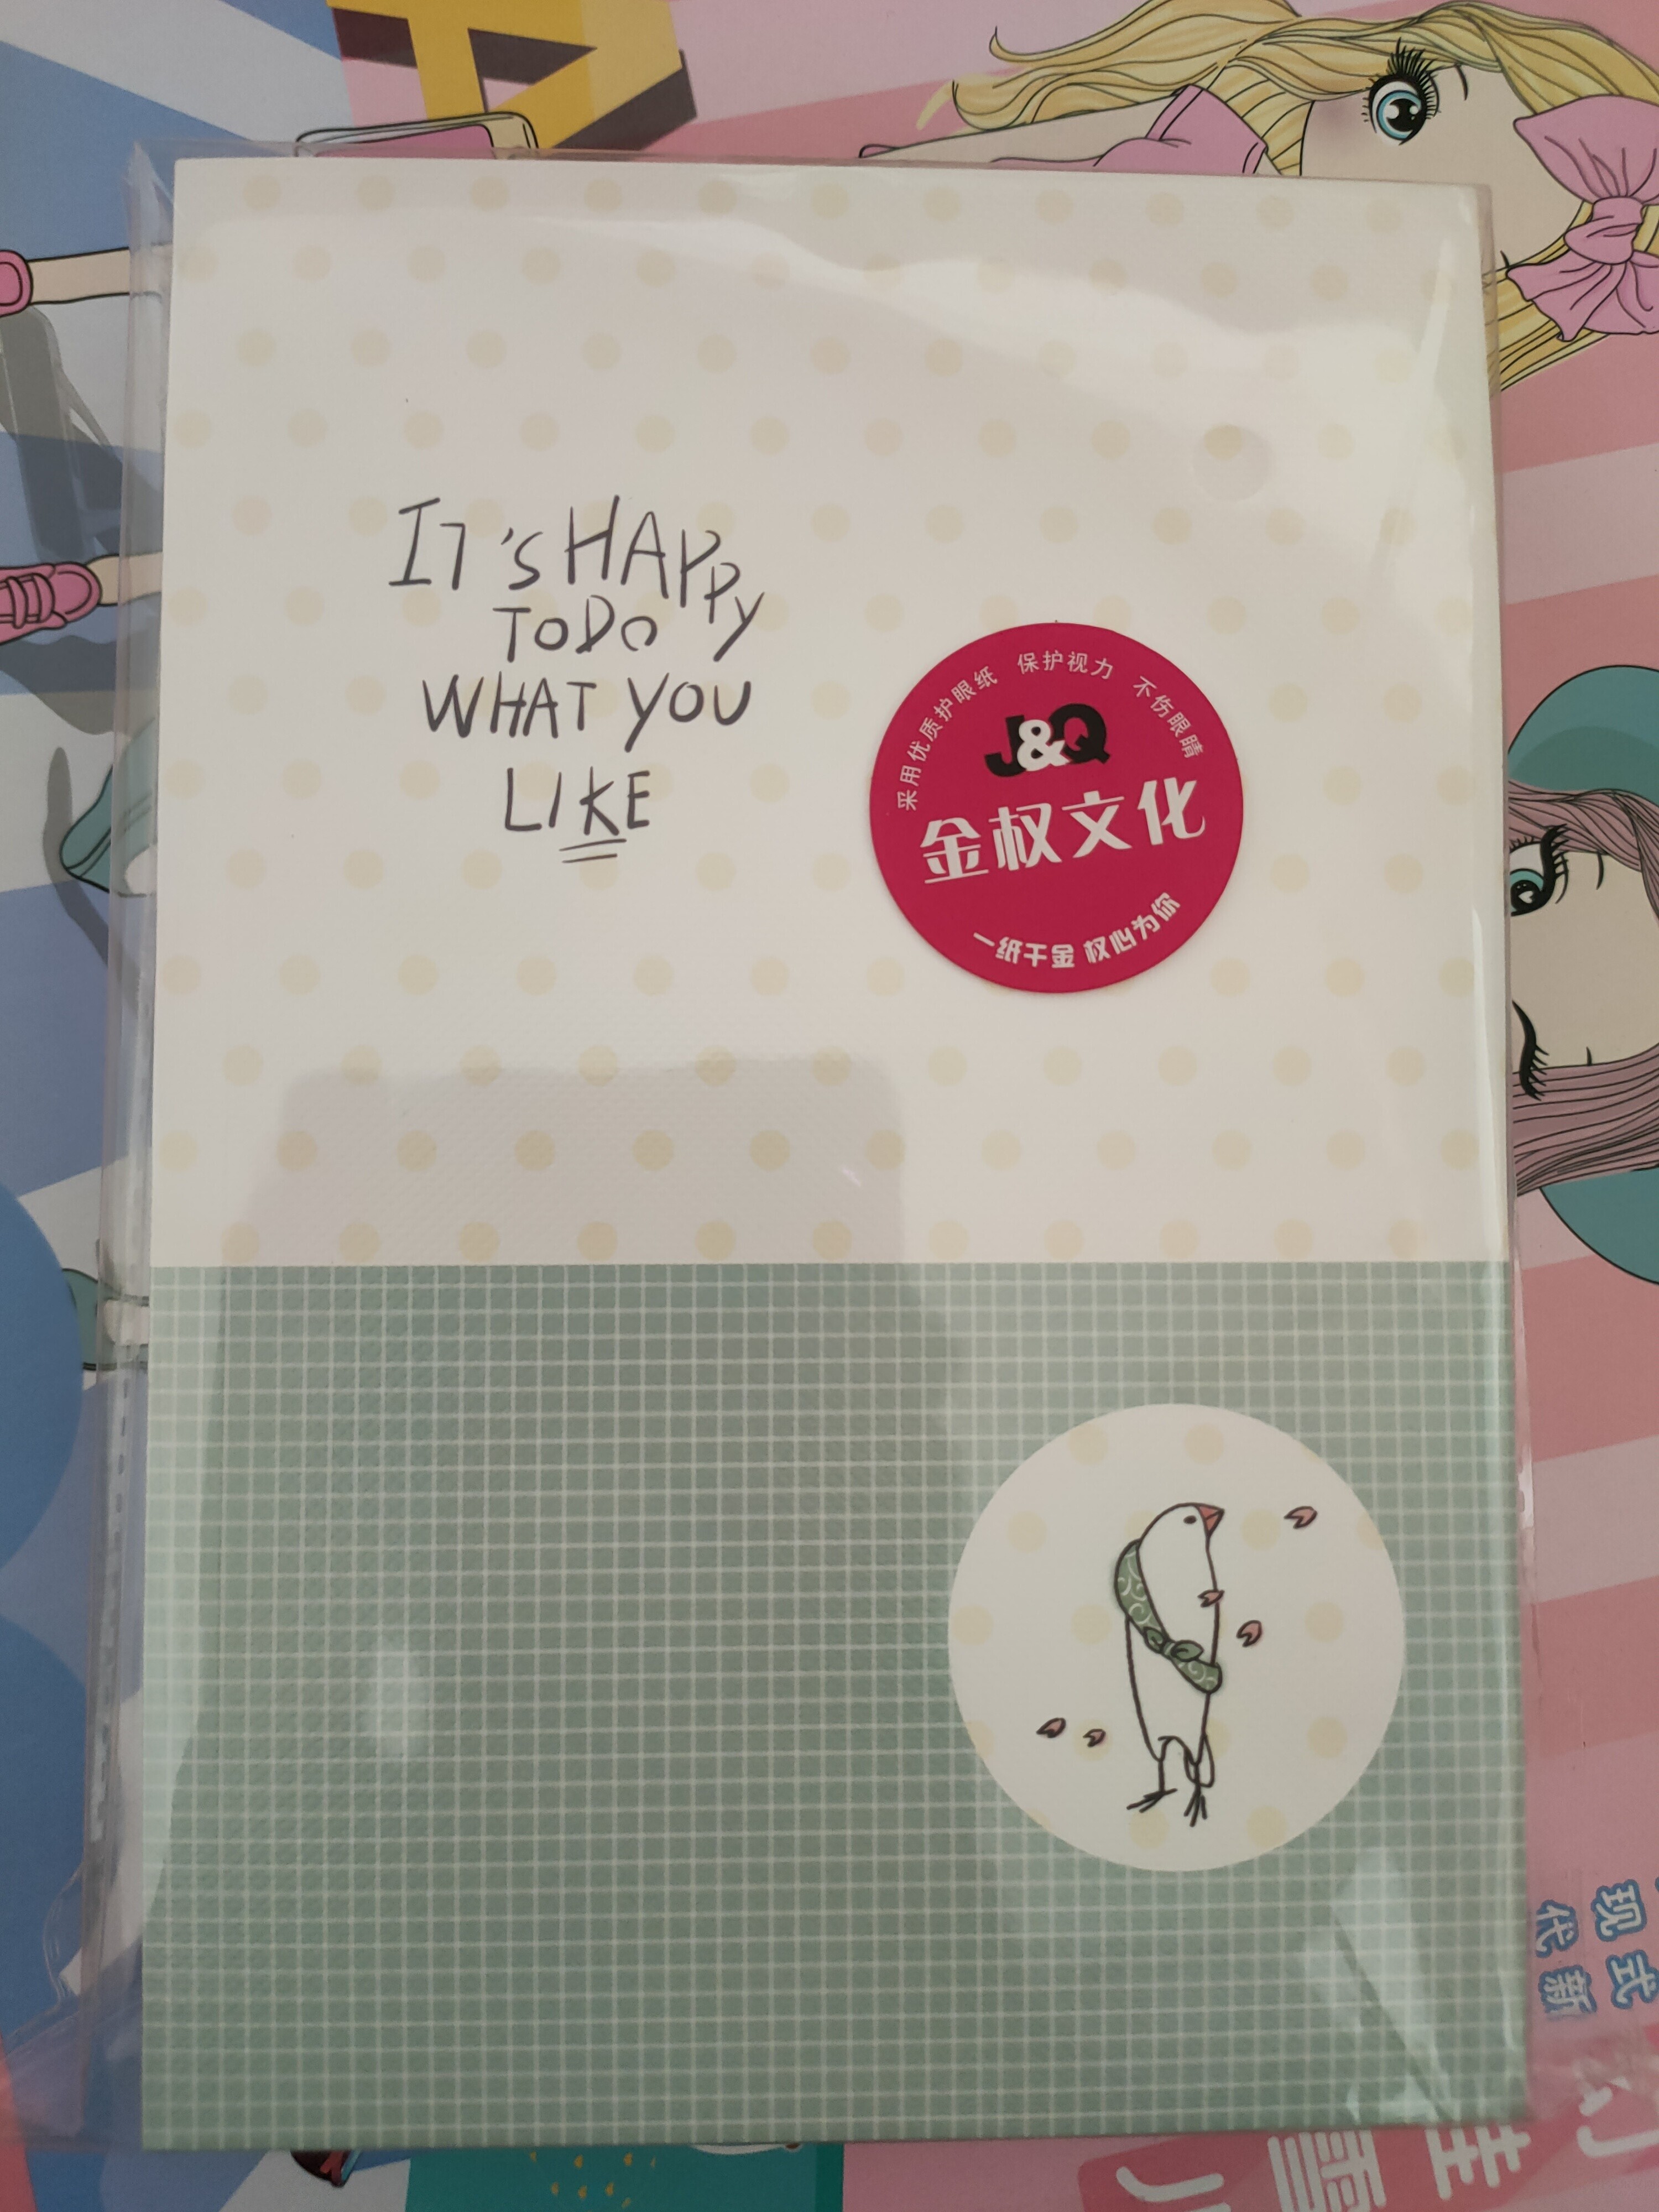 IT'S HAPPY
TO DO
WHAT YOU
LIKE
采用优质护眼纸 保护视力 不伤眼睛
J&Q
金权文化
一纸千金 权心为你
现式
代新